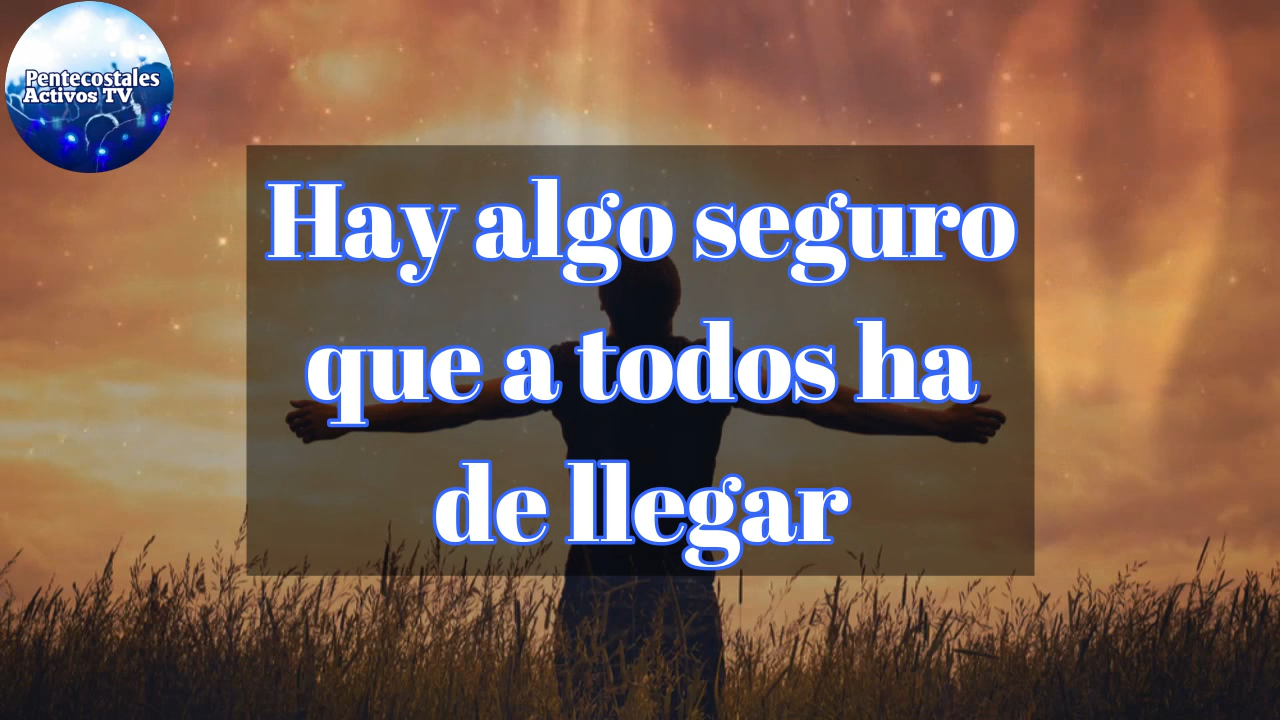 Pentecostales
Activos TV
Hay algo seguro
que a todos ha
de llegar